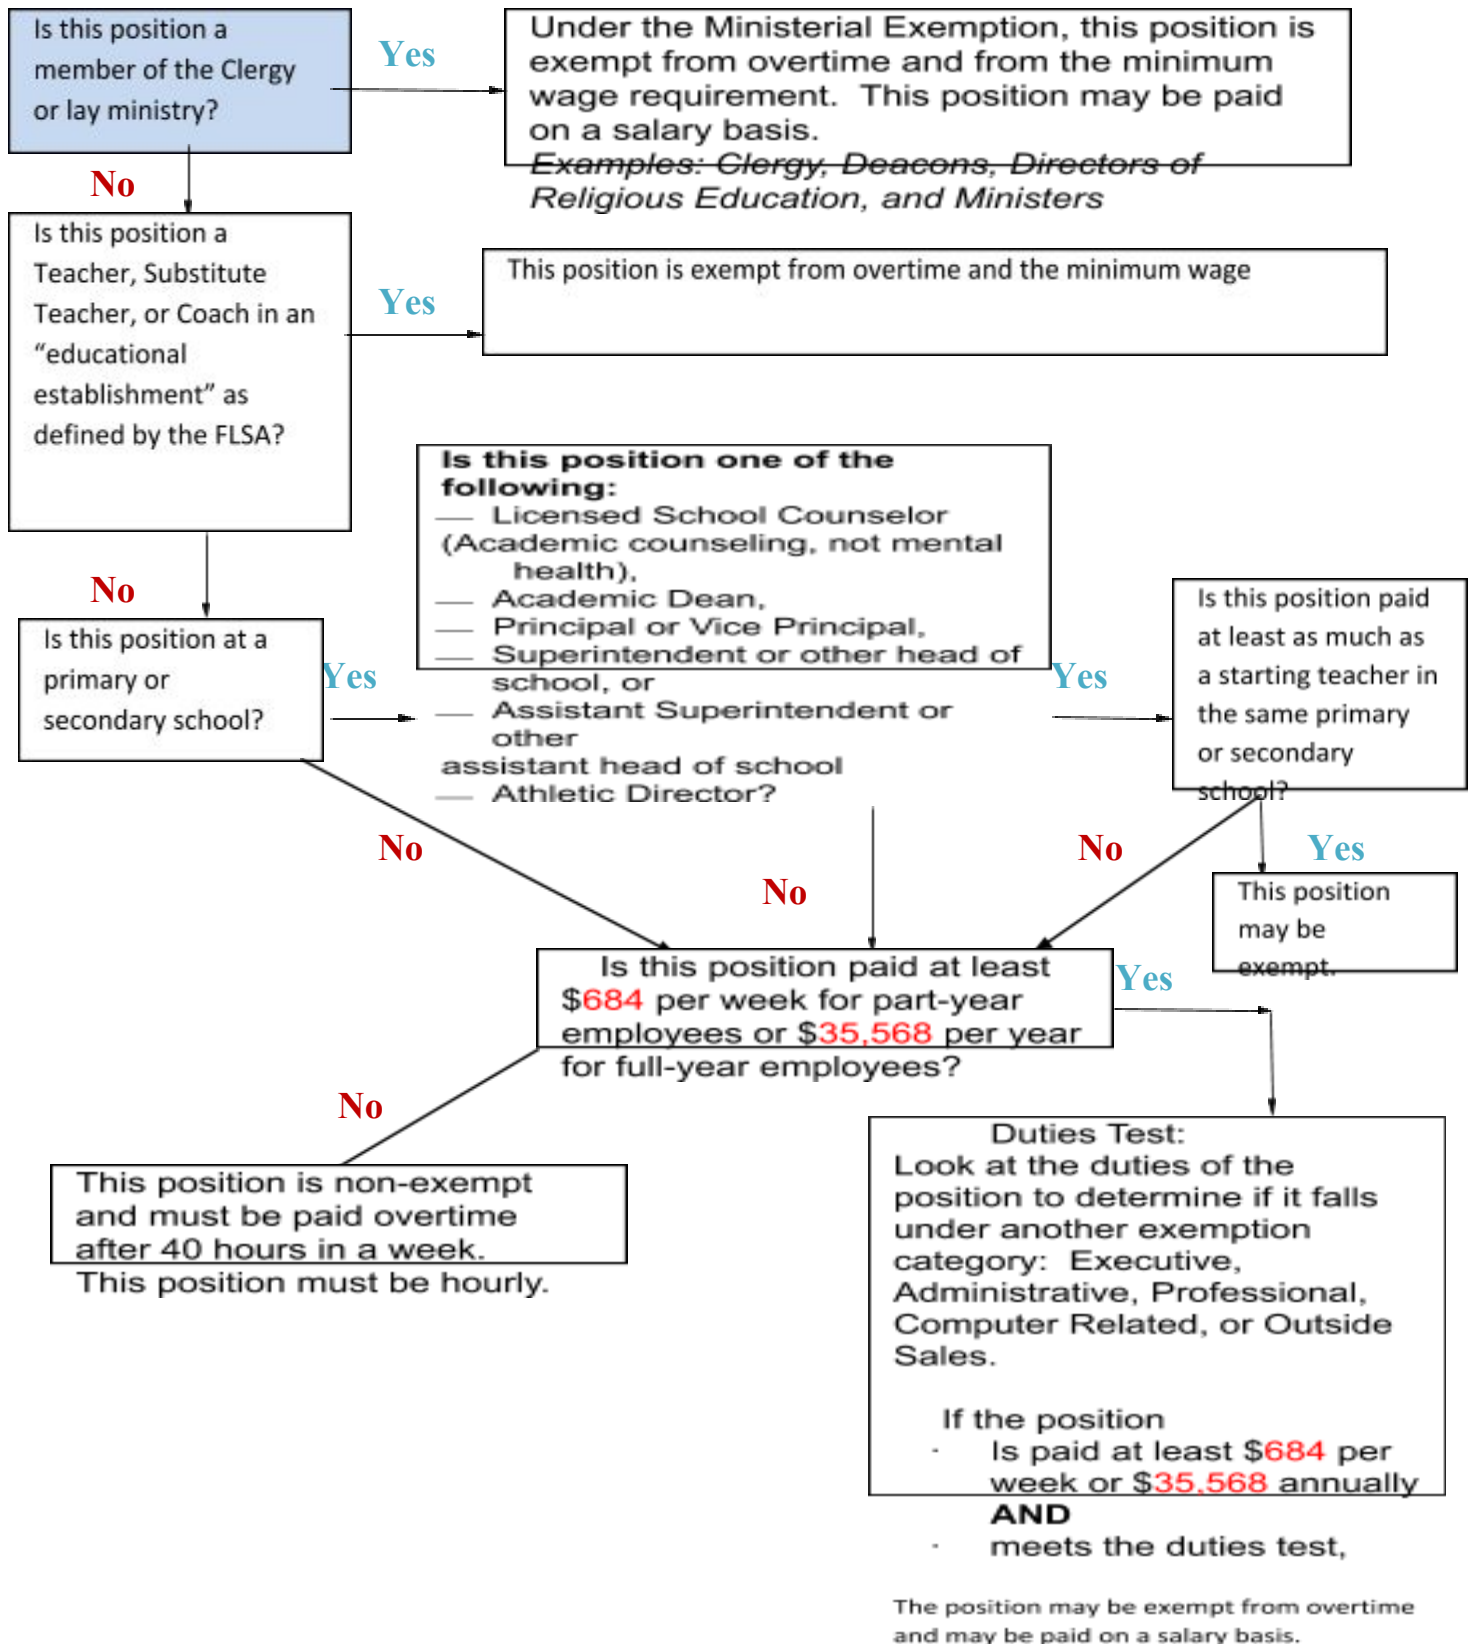 Is this position a
member of the Clergy
or lay ministry?
Yes
Under the Ministerial Exemption, this position is
exempt from overtime and from the minimum
wage requirement.  This position may be paid
on a salary basis.
Examples: Clergy, Deacons, Directors of
Religious Education, and Ministers
No
Is this position a
Teacher, Substitute
Teacher, or Coach in an
“educational
establishment” as
defined by the FLSA?
Yes
This position is exempt from overtime and the minimum wage
No
Is this position at a
primary or
secondary school?
Yes
Is this position one of the
following:
— Licensed School Counselor
(Academic counseling, not mental
health),
— Academic Dean,
— Principal or Vice Principal,
— Superintendent or other head of
school, or
— Assistant Superintendent or
other
assistant head of school
— Athletic Director?
Yes
Is this position paid
at least as much as
a starting teacher in
the same primary
or secondary
school?
No
No
No
Yes
This position
may be
exempt.
Is this position paid at least
$684 per week for part-year
employees or $35,568 per year
for full-year employees?
Yes
No
This position is non-exempt
and must be paid overtime
after 40 hours in a week.
This position must be hourly.
Duties Test:
Look at the duties of the
position to determine if it falls
under another exemption
category:  Executive,
Administrative, Professional,
Computer Related, or Outside
Sales.
If the position
· Is paid at least $684 per
week or $35,568 annually
AND
· meets the duties test,
The position may be exempt from overtime
and may be paid on a salary basis.